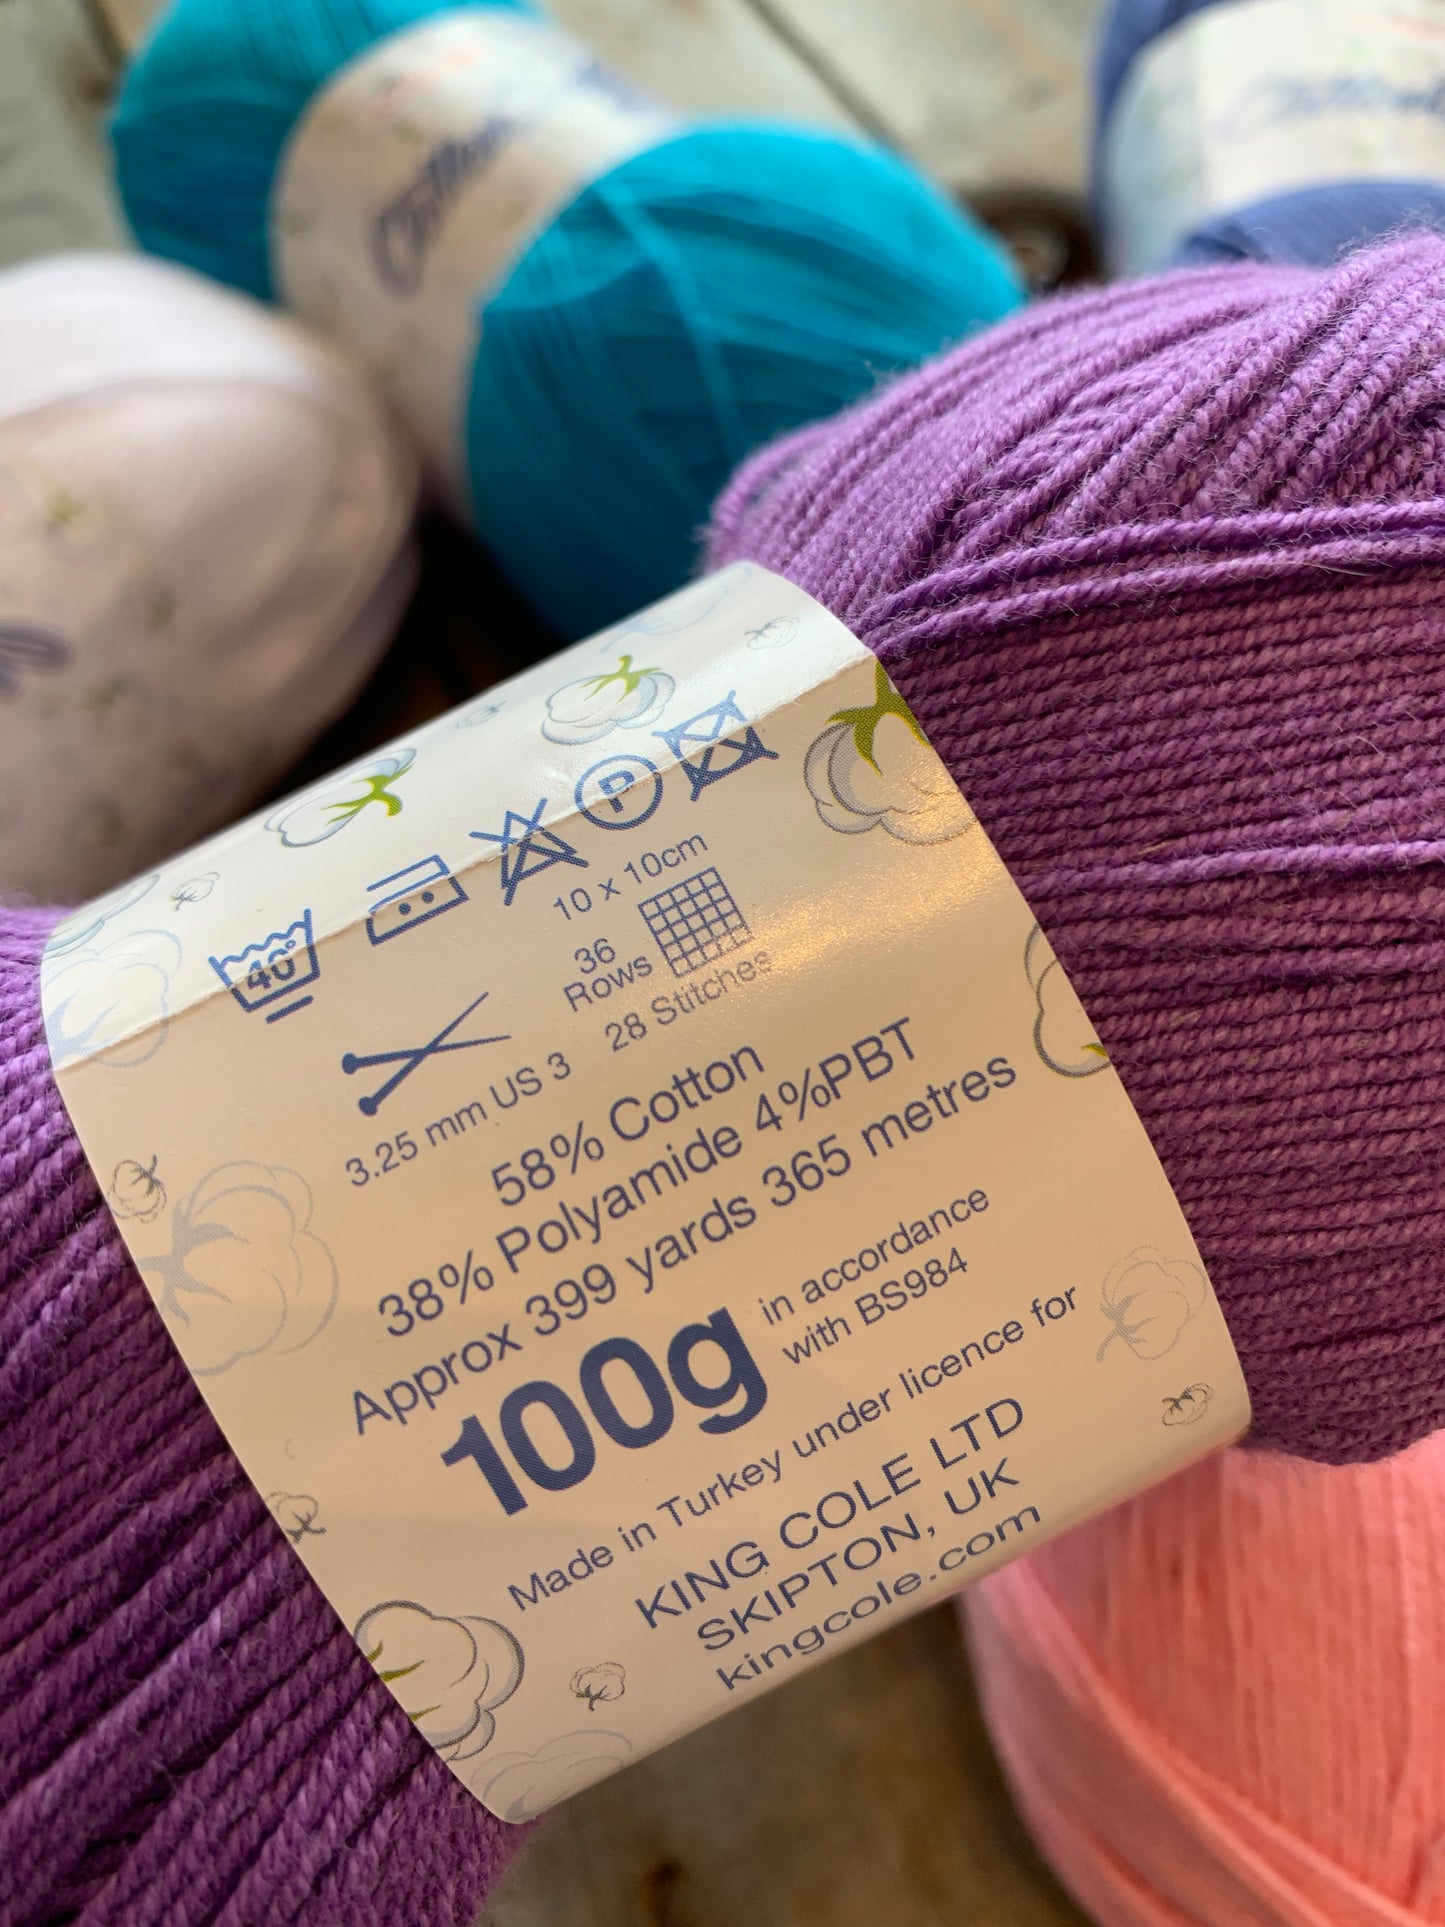 40°
P
10 x 10cm
36
Rows
28 Stitches
3.25 mm US 3
58% Cotton
38% Polyamide 4%PBT
Approx 399 yards 365 metres
100g
in accordance
with BS984
Made in Turkey under licence for
KING COLE LTD
SKIPTON, UK
kingcole.com